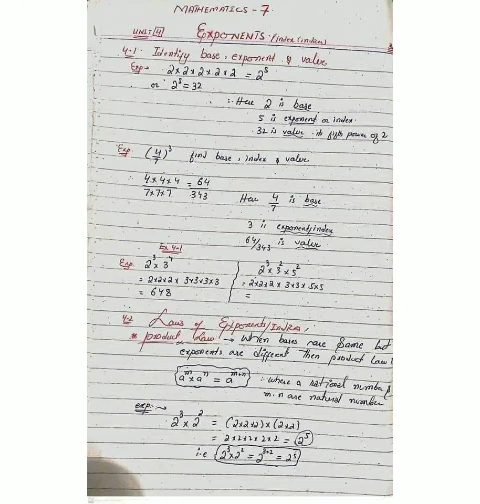 MATHEMATICS - 7
UNIT [4] EXPONENTS / Index (indices)
4-1 Identify base, exponent & value
Exp:- 2×2×2×2×2 = 2⁵
or 2⁵ = 32
∴ Here 2 is base
5 is exponent or index
32 is value power of 2
Exp. (4/7)³ find base, index & value
4×4×4 / 7×7×7 = 64 / 343
Here 4/7 is base
3 is exponent/index
64/343 is value
Ex 4-1
Exp. 2³×3⁴
= 2×2×2 × 3×3×3×3
= 648
2³×3²×5²
= 2×2×2 × 3×3 × 5×5
=
4-2 Laws of Exponents/Indices,
* product Law → When bases are same but
exponents are different then product law
aᵐ×aⁿ = aᵐ⁺ⁿ : where a rational number &
m, n are natural number
exp:→
2³×2² = (2×2×2)×(2×2)
= 2×2×2×2×2 = 2⁵
i.e 2³×2² = 2³⁺² = 2⁵